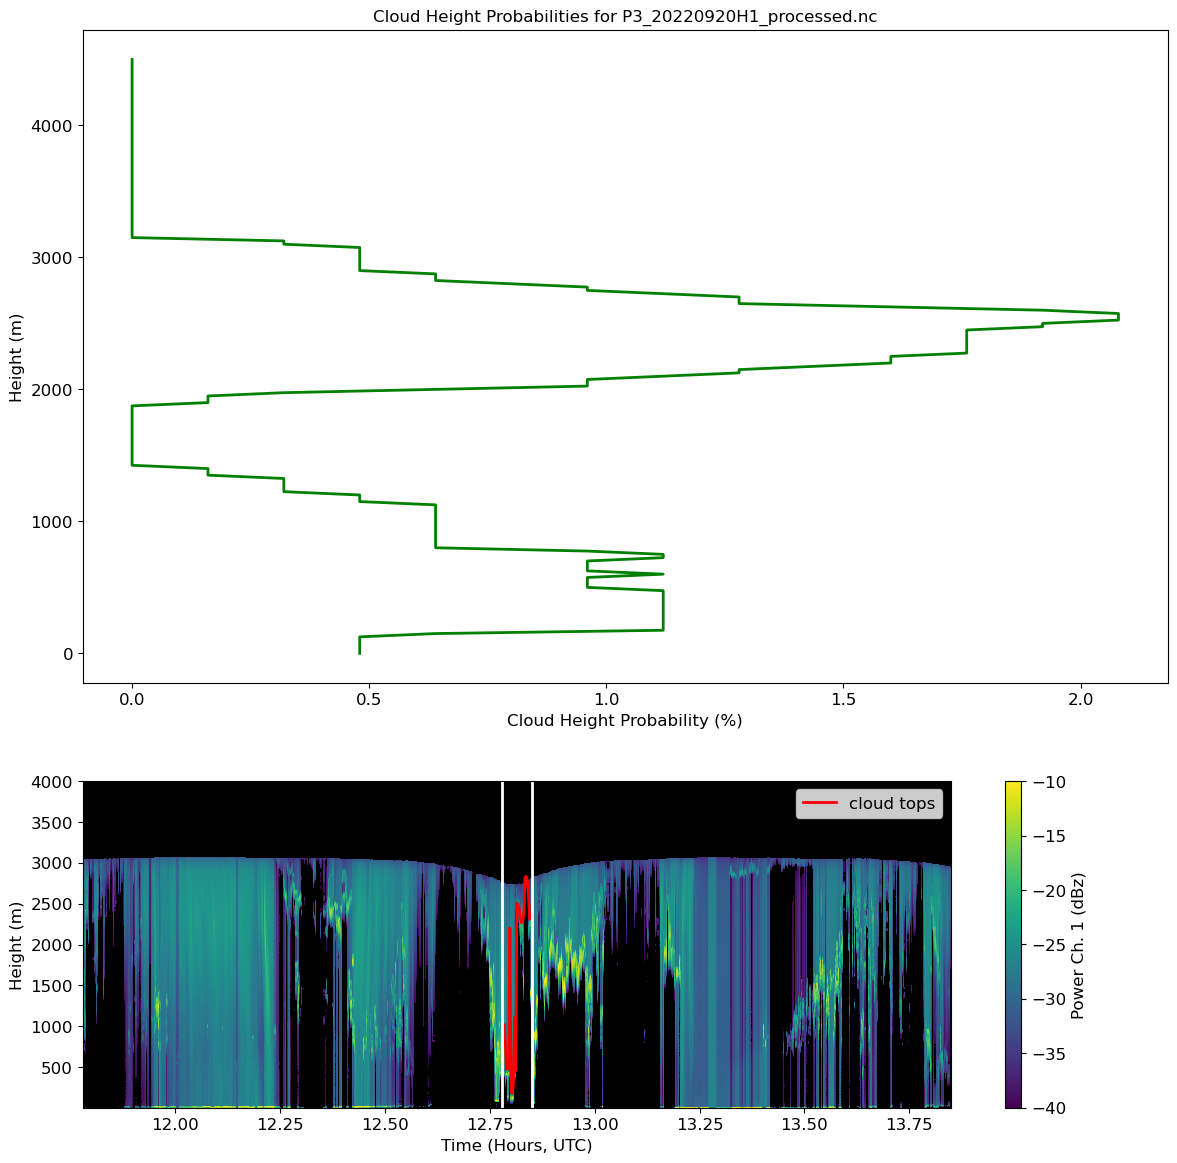 Cloud Height Probabilities for P3_20220920H1_processed.nc
4000
3000
2000
1000
0
Height (m)
0.0 0.5 1.0 1.5 2.0
Cloud Height Probability (%)
4000
3500
3000
2500
2000
1500
1000
500
Height (m)
cloud tops
12.00 12.25 12.50 12.75 13.00 13.25 13.50 13.75
Time (Hours, UTC)
−10
−15
−20
−25
−30
−35
−40
Power Ch. 1 (dBz)